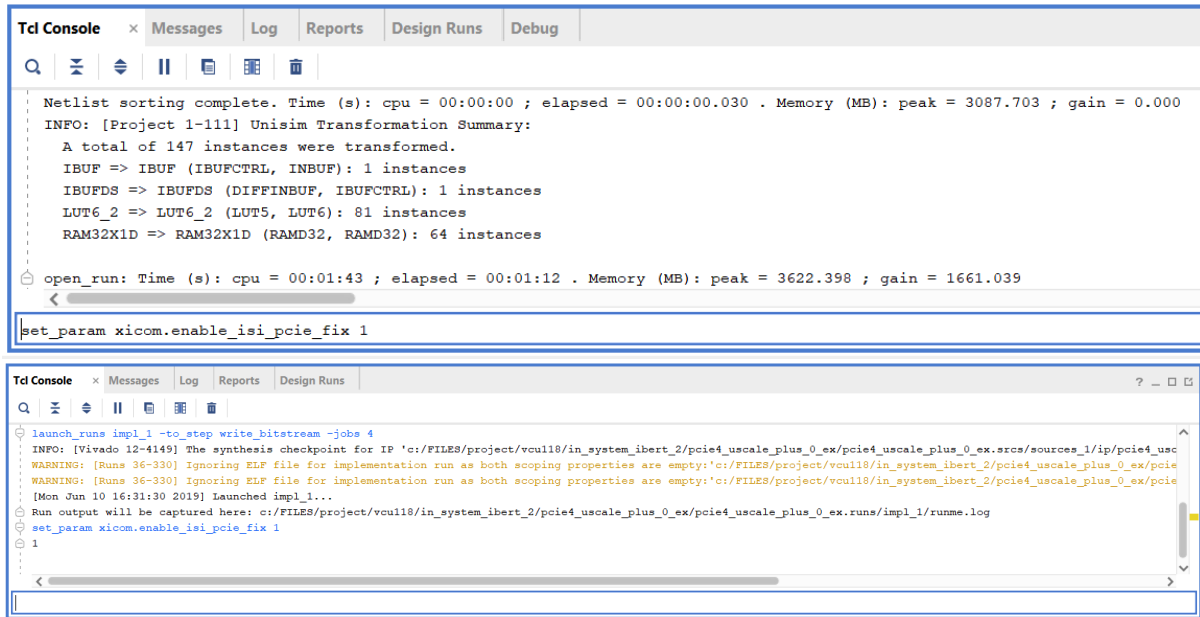 Tcl Console × Messages Log Reports Design Runs Debug
Netlist sorting complete. Time (s): cpu = 00:00:00 ; elapsed = 00:00:00.030 . Memory (MB): peak = 3087.703 ; gain = 0.000
INFO: [Project 1-111] Unisim Transformation Summary:
A total of 147 instances were transformed.
IBUF => IBUF (IBUFCTRL, INBUF): 1 instances
IBUFDS => IBUFDS (DIFFINBUF, IBUFCTRL): 1 instances
LUT6_2 => LUT6_2 (LUT5, LUT6): 81 instances
RAM32X1D => RAM32X1D (RAMD32, RAMD32): 64 instances
open_run: Time (s): cpu = 00:01:43 ; elapsed = 00:01:12 . Memory (MB): peak = 3622.398 ; gain = 1661.039
set_param xicom.enable_isi_pcie_fix 1
Tcl Console × Messages Log Reports Design Runs ?
launch_runs impl_1 -to_step write_bitstream -jobs 4
INFO: [Vivado 12-4149] The synthesis checkpoint for IP 'c:/FILES/project/vcu118/in_system_ibert_2/pcie4_uscale_plus_0_ex/pcie4_uscale_plus_0_ex.srcs/sources_1/ip/pcie4_usc
WARNING: [Runs 36-330] Ignoring ELF file for implementation run as both scoping properties are empty:'c:/FILES/project/vcu118/in_system_ibert_2/pcie4_uscale_plus_0_ex/pcie
WARNING: [Runs 36-330] Ignoring ELF file for implementation run as both scoping properties are empty:'c:/FILES/project/vcu118/in_system_ibert_2/pcie4_uscale_plus_0_ex/pcie
[Mon Jun 10 16:31:30 2019] Launched impl_1...
Run output will be captured here: c:/FILES/project/vcu118/in_system_ibert_2/pcie4_uscale_plus_0_ex/pcie4_uscale_plus_0_ex.runs/impl_1/runme.log
set_param xicom.enable_isi_pcie_fix 1
1